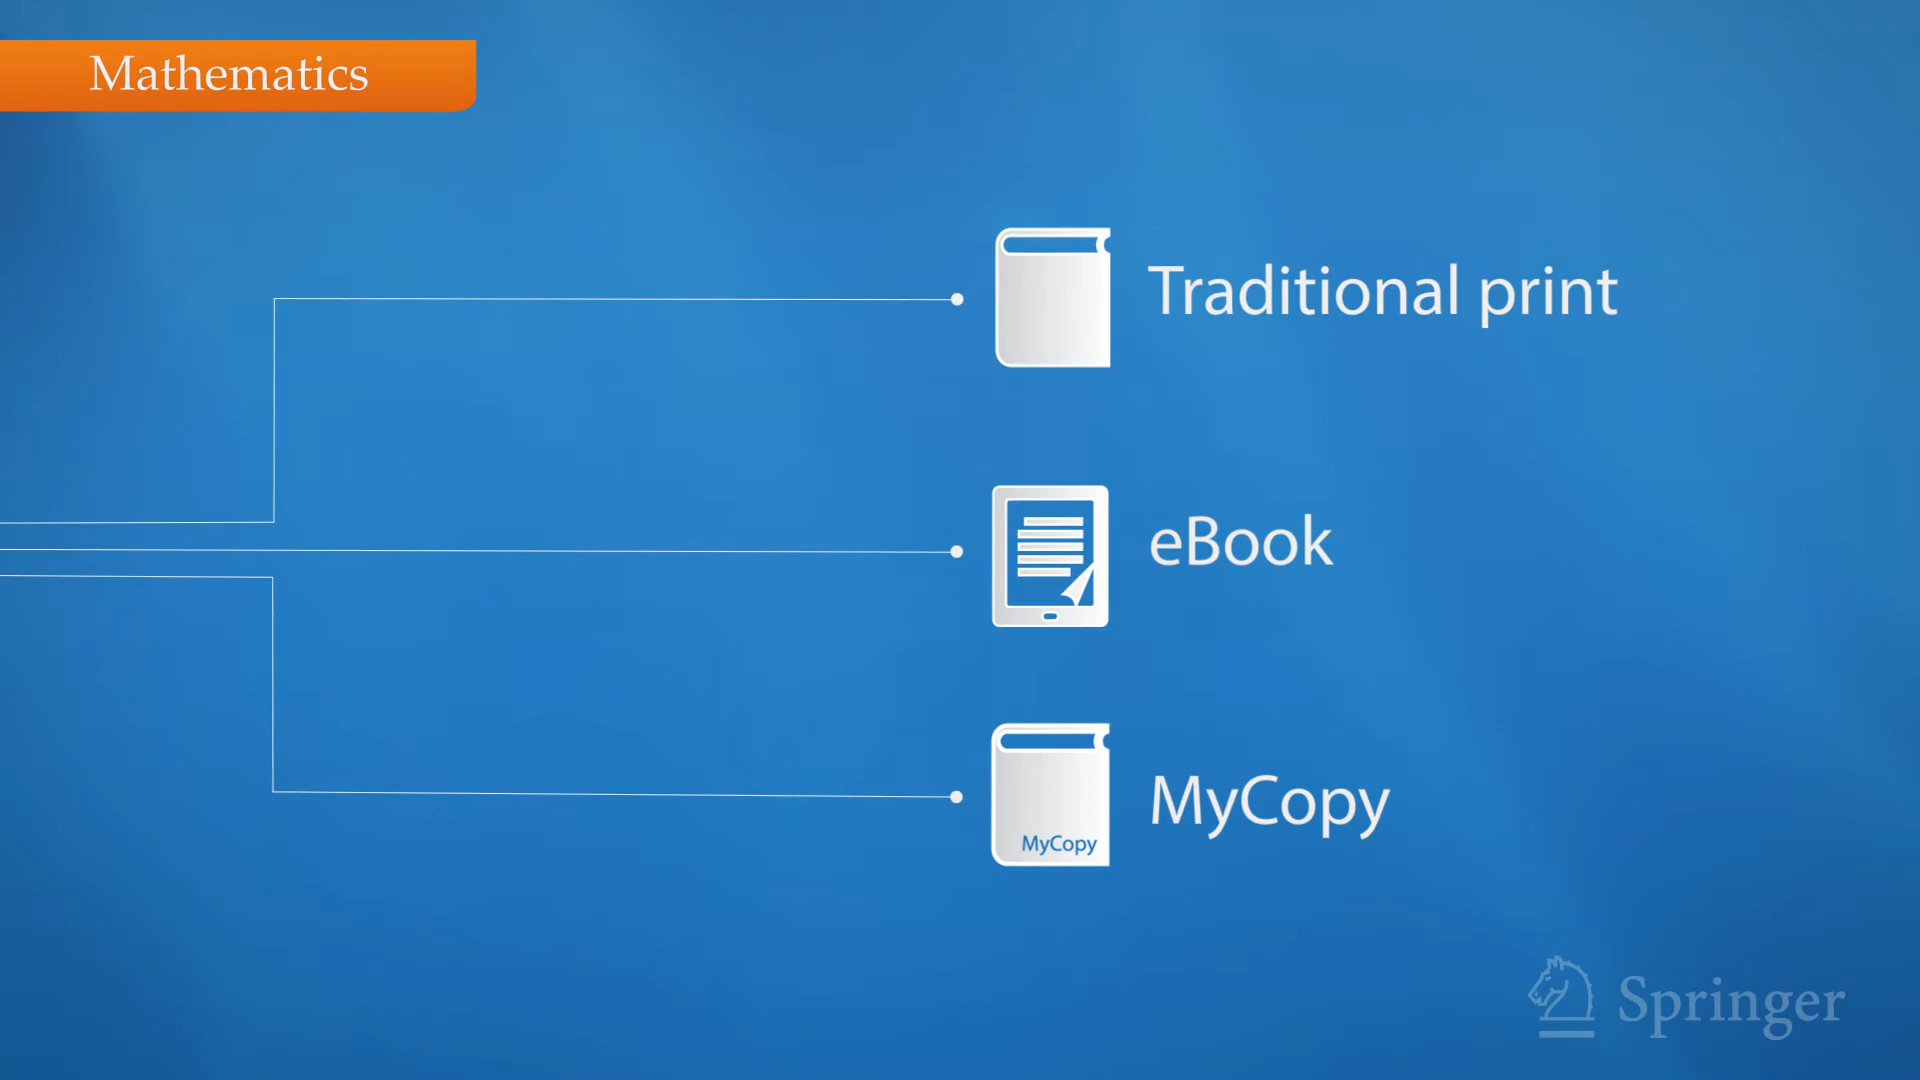 Mathematics
Traditional print
eBook
MyCopy
MyCopy
Springer